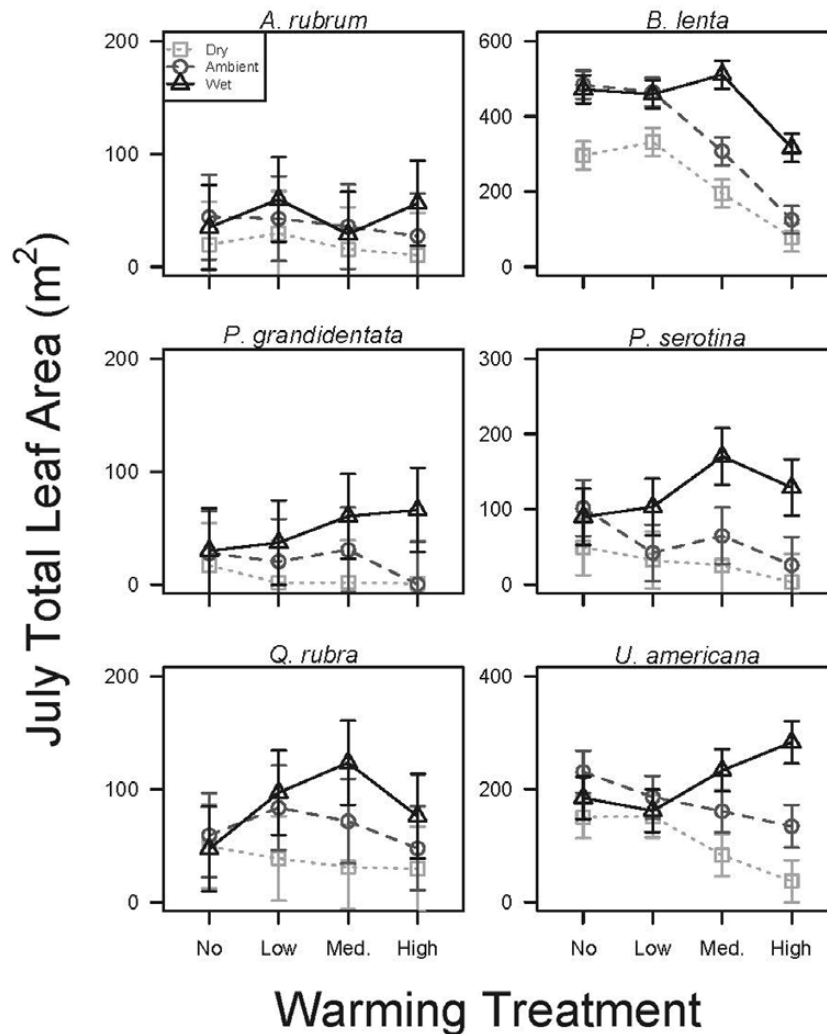 A. rubrum
B. lenta
200
100
0
Dry
Ambient
Wet
600
400
200
0
P. grandidentata
P. serotina
200
100
0
300
200
100
0
Q. rubra
U. americana
200
100
0
400
200
0
No Low Med. High
No Low Med. High
July Total Leaf Area (m²)
Warming Treatment